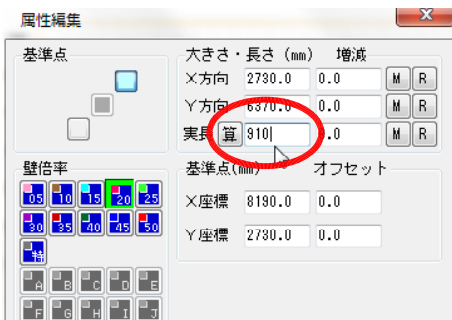 属性編集
基準点
大きさ・長さ (mm) 増減
X方向 2730.0 0.0 M R
Y方向 6370.0 0.0 M R
実長 算 910 0.0 M R
壁倍率
05 10 15 20 25
30 35 40 45 50
特
A B C D E
F G H I J
基準点(mm) オフセット
X座標 8190.0 0.0
Y座標 2730.0 0.0